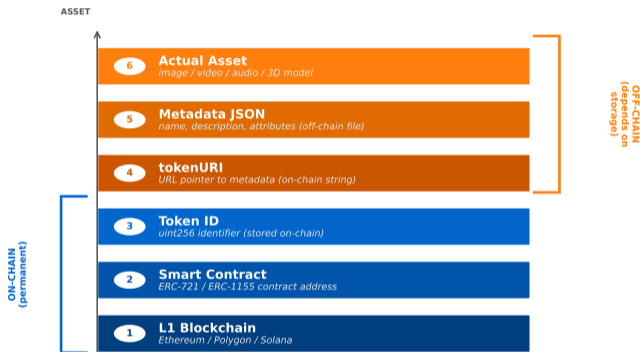 ASSET
6
Actual Asset
image / video / audio / 3D model
5
Metadata JSON
name, description, attributes (off-chain file)
4
tokenURI
URL pointer to metadata (on-chain string)
3
Token ID
uint256 identifier (stored on-chain)
2
Smart Contract
ERC-721 / ERC-1155 contract address
1
L1 Blockchain
Ethereum / Polygon / Solana
ON-CHAIN
(permanent)
OFF-CHAIN
(depends on
storage)